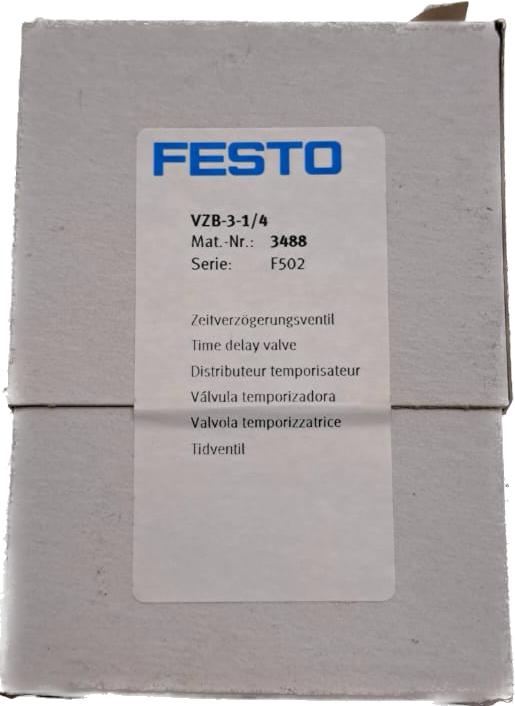 FESTO
VZB-3-1/4
Mat.-Nr.: 3488
Serie: F502
Zeitverzögerungsventil
Time delay valve
Distributeur temporisateur
Válvula temporizadora
Valvola temporizzatrice
Tidventil